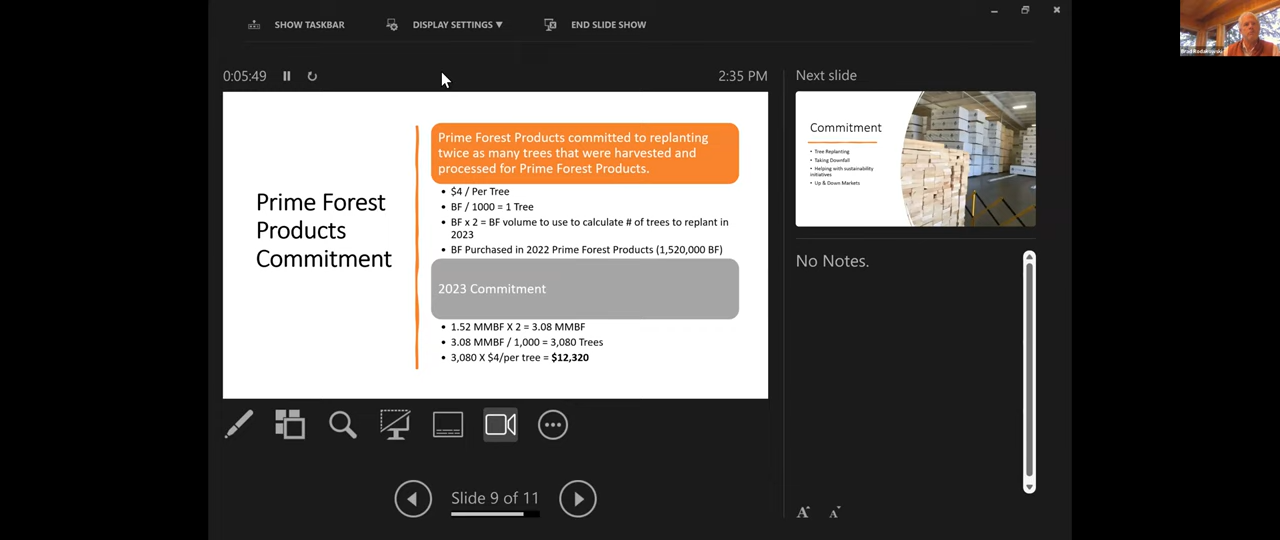 SHOW TASKBAR
DISPLAY SETTINGS ▼
END SLIDE SHOW
0:05:49
2:35 PM
Next slide
Prime Forest
Products
Commitment
Prime Forest Products committed to replanting
twice as many trees that were harvested and
processed for Prime Forest Products.
• $4 / Per Tree
• BF / 1000 = 1 Tree
• BF x 2 = BF volume to use to calculate # of trees to replant in
2023
• BF Purchased in 2022 Prime Forest Products (1,520,000 BF)
2023 Commitment
• 1.52 MMBF X 2 = 3.08 MMBF
• 3.08 MMBF / 1,000 = 3,080 Trees
• 3,080 X $4/per tree = $12,320
Commitment
• Tree Replanting
• Taking Downfall
• Helping with sustainability
initiatives
• Up & Down Markets
No Notes.
Slide 9 of 11
A A
Brad